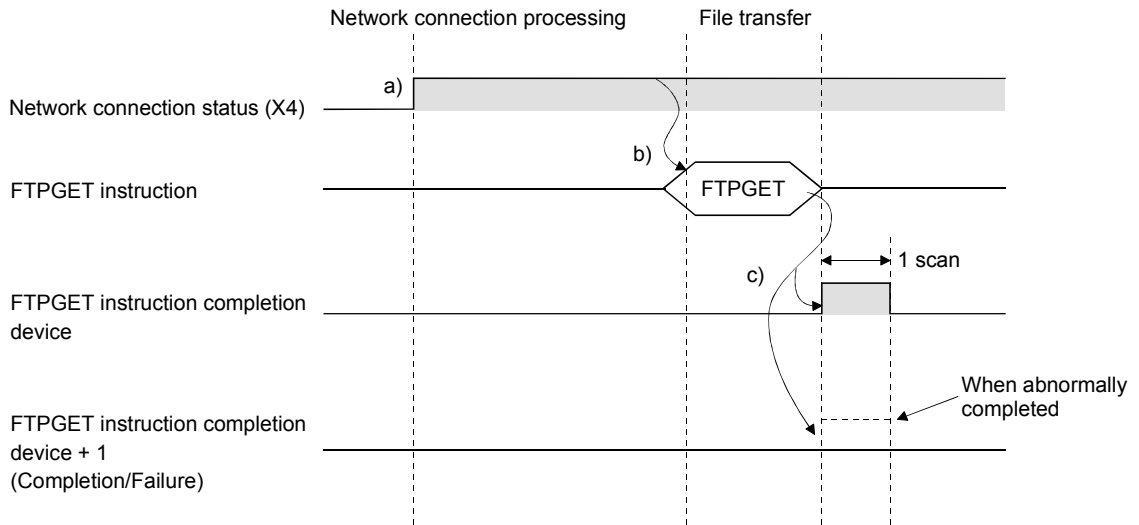 Network connection processing
File transfer
a)
Network connection status (X4)
b)
FTPGET instruction
FTPGET
1 scan
c)
FTPGET instruction completion
device
When abnormally
completed
FTPGET instruction completion
device + 1
(Completion/Failure)